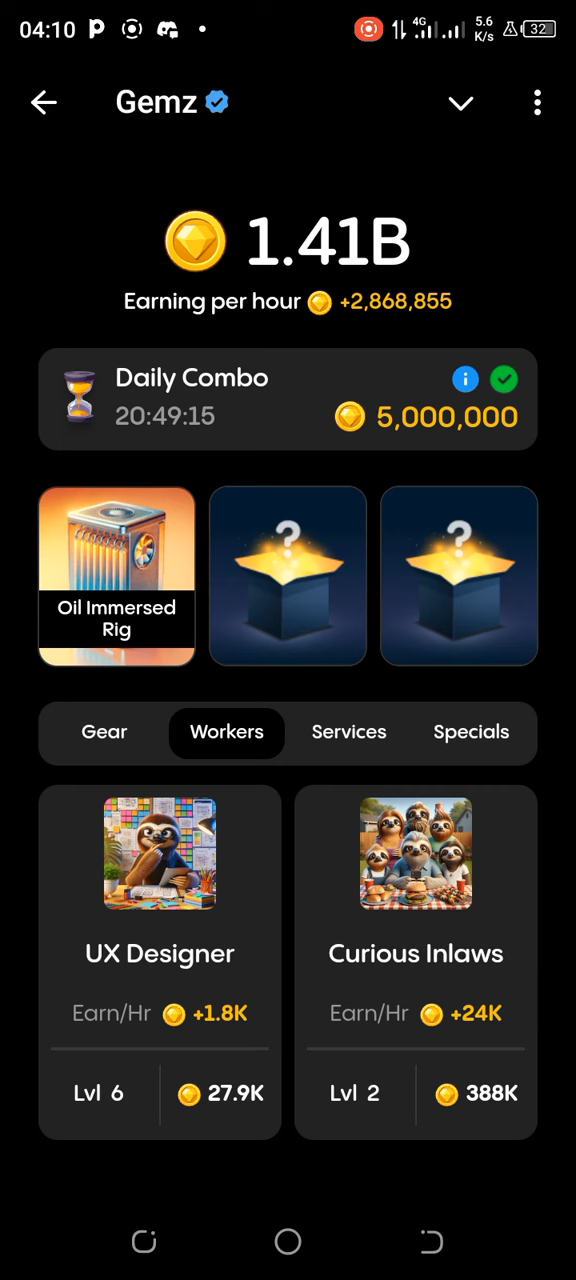 04:10
4G
5.6
K/s
32
Gemz
1.41B
Earning per hour +2,868,855
Daily Combo
20:49:15
5,000,000
Oil Immersed
Rig
?
?
Gear Workers Services Specials
UX Designer
Earn/Hr +1.8K
Lvl 6 27.9K
Curious Inlaws
Earn/Hr +24K
Lvl 2 388K